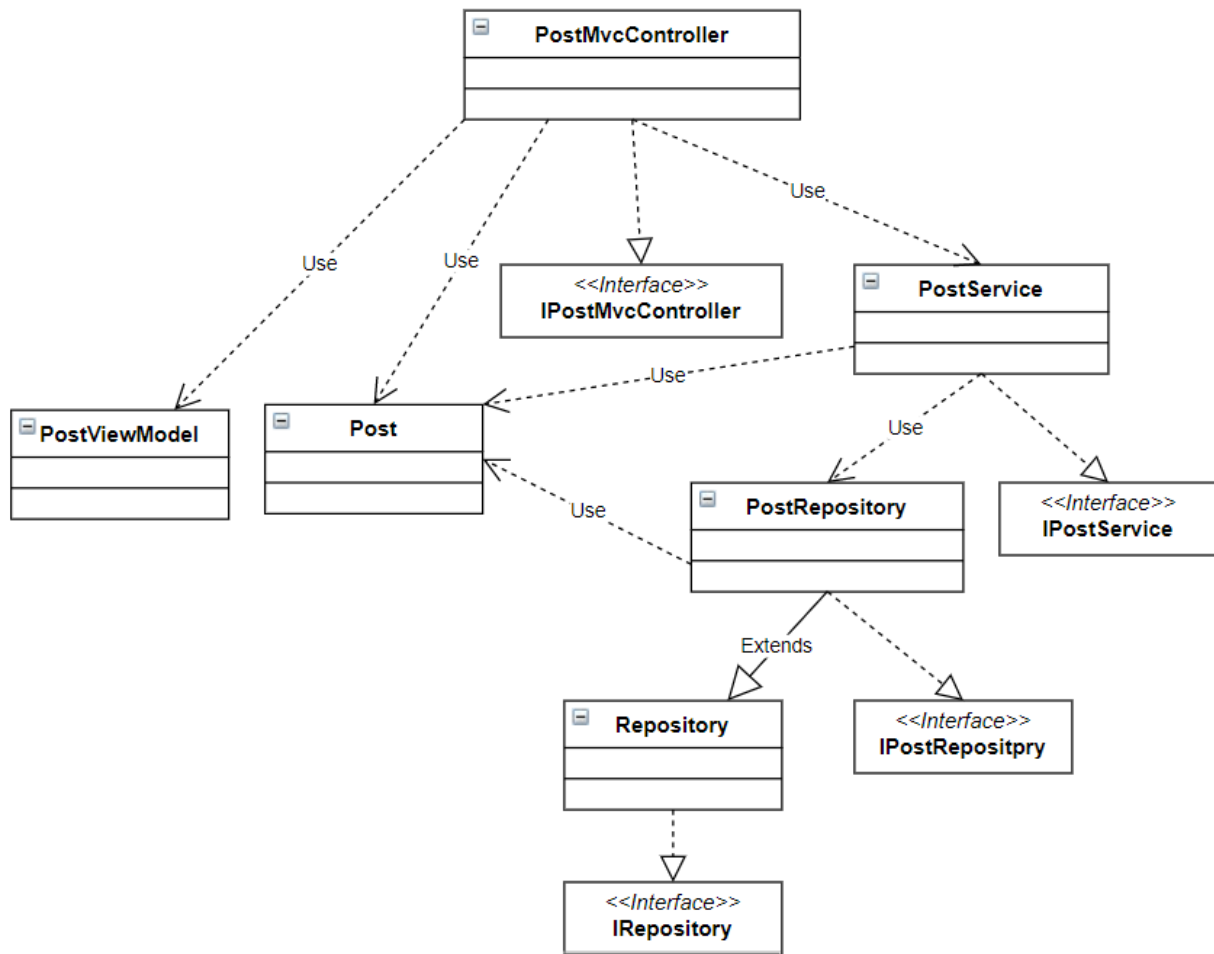 PostMvcController
Use
Use
Use
<<Interface>>
IPostMvcController
PostService
Use
PostViewModel
Post
Use
Use
PostRepository
<<Interface>>
IPostService
Extends
Repository
<<Interface>>
IPostRepositpry
<<Interface>>
IRepository